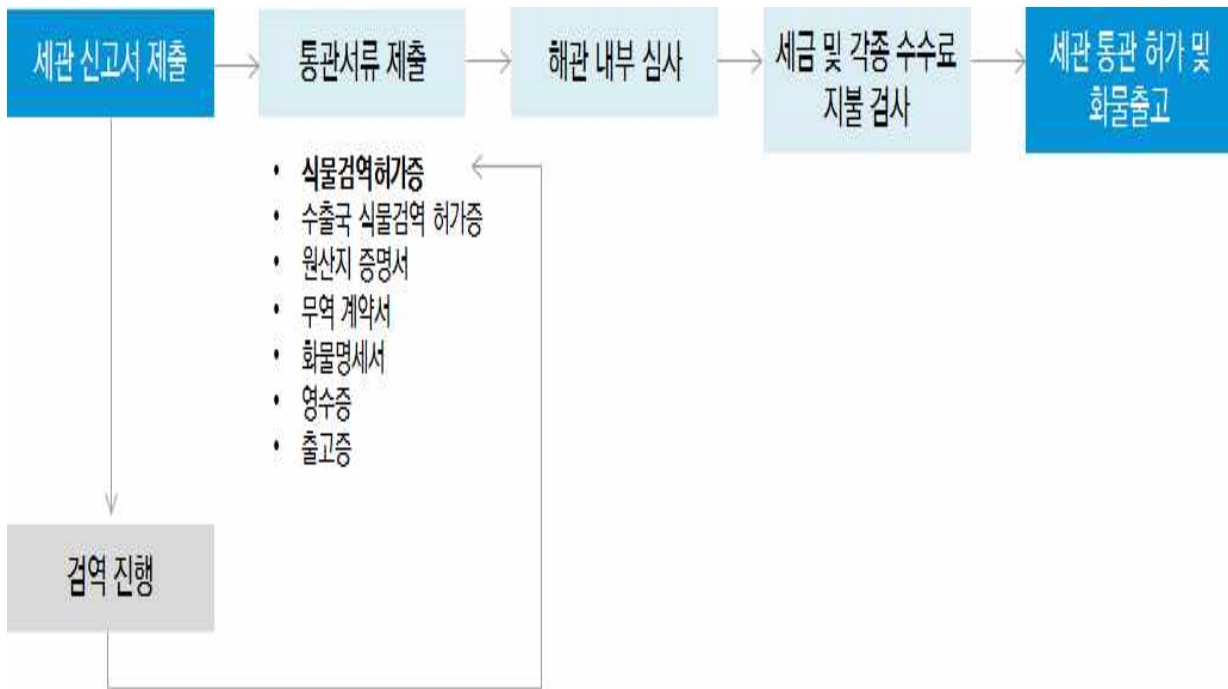 세관 신고서 제출
통관서류 제출
해관 내부 심사
세금 및 각종 수수료
지불 검사
세관 통관 허가 및
화물출고
• 식물검역허가증
• 수출국 식물검역 허가증
• 원산지 증명서
• 무역 계약서
• 화물명세서
• 영수증
• 출고증
검역 진행